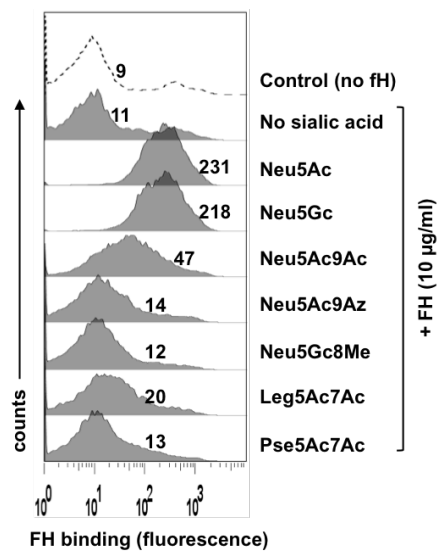 9 Control (no fH)
11 No sialic acid
231 Neu5Ac
218 Neu5Gc
47 Neu5Ac9Ac
14 Neu5Ac9Az
12 Neu5Gc8Me
20 Leg5Ac7Ac
13 Pse5Ac7Ac
+ FH (10 µg/ml)
counts
10⁰ 10¹ 10² 10³
FH binding (fluorescence)